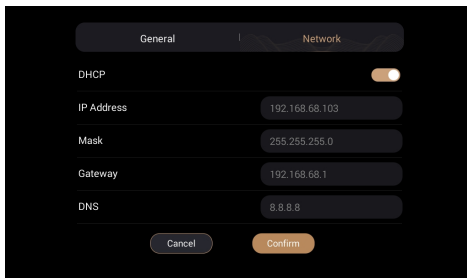 General Network
DHCP
IP Address 192.168.68.103
Mask 255.255.255.0
Gateway 192.168.68.1
DNS 8.8.8.8
Cancel Confirm